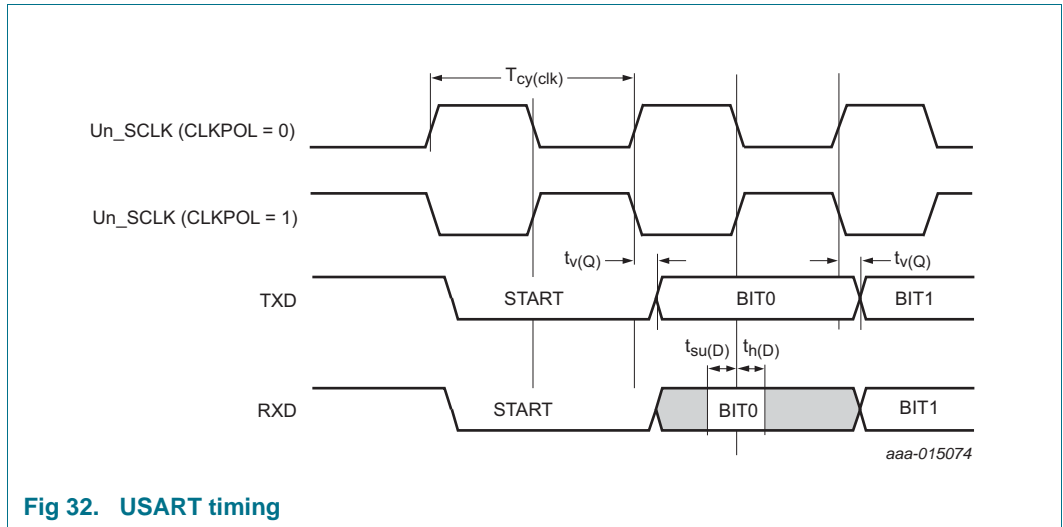 Tcy(clk)
Un_SCLK (CLKPOL = 0)
Un_SCLK (CLKPOL = 1)
tv(Q)
tv(Q)
TXD
START
BIT0
BIT1
tsu(D)
th(D)
RXD
START
BIT0
BIT1
aaa-015074
Fig 32. USART timing